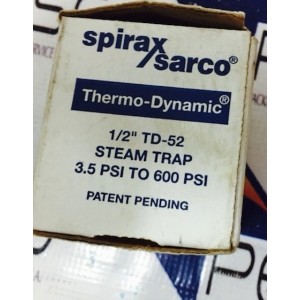 spirax
sarco®
Thermo-Dynamic®
1/2" TD-52
STEAM TRAP
3.5 PSI TO 600 PSI
PATENT PENDING